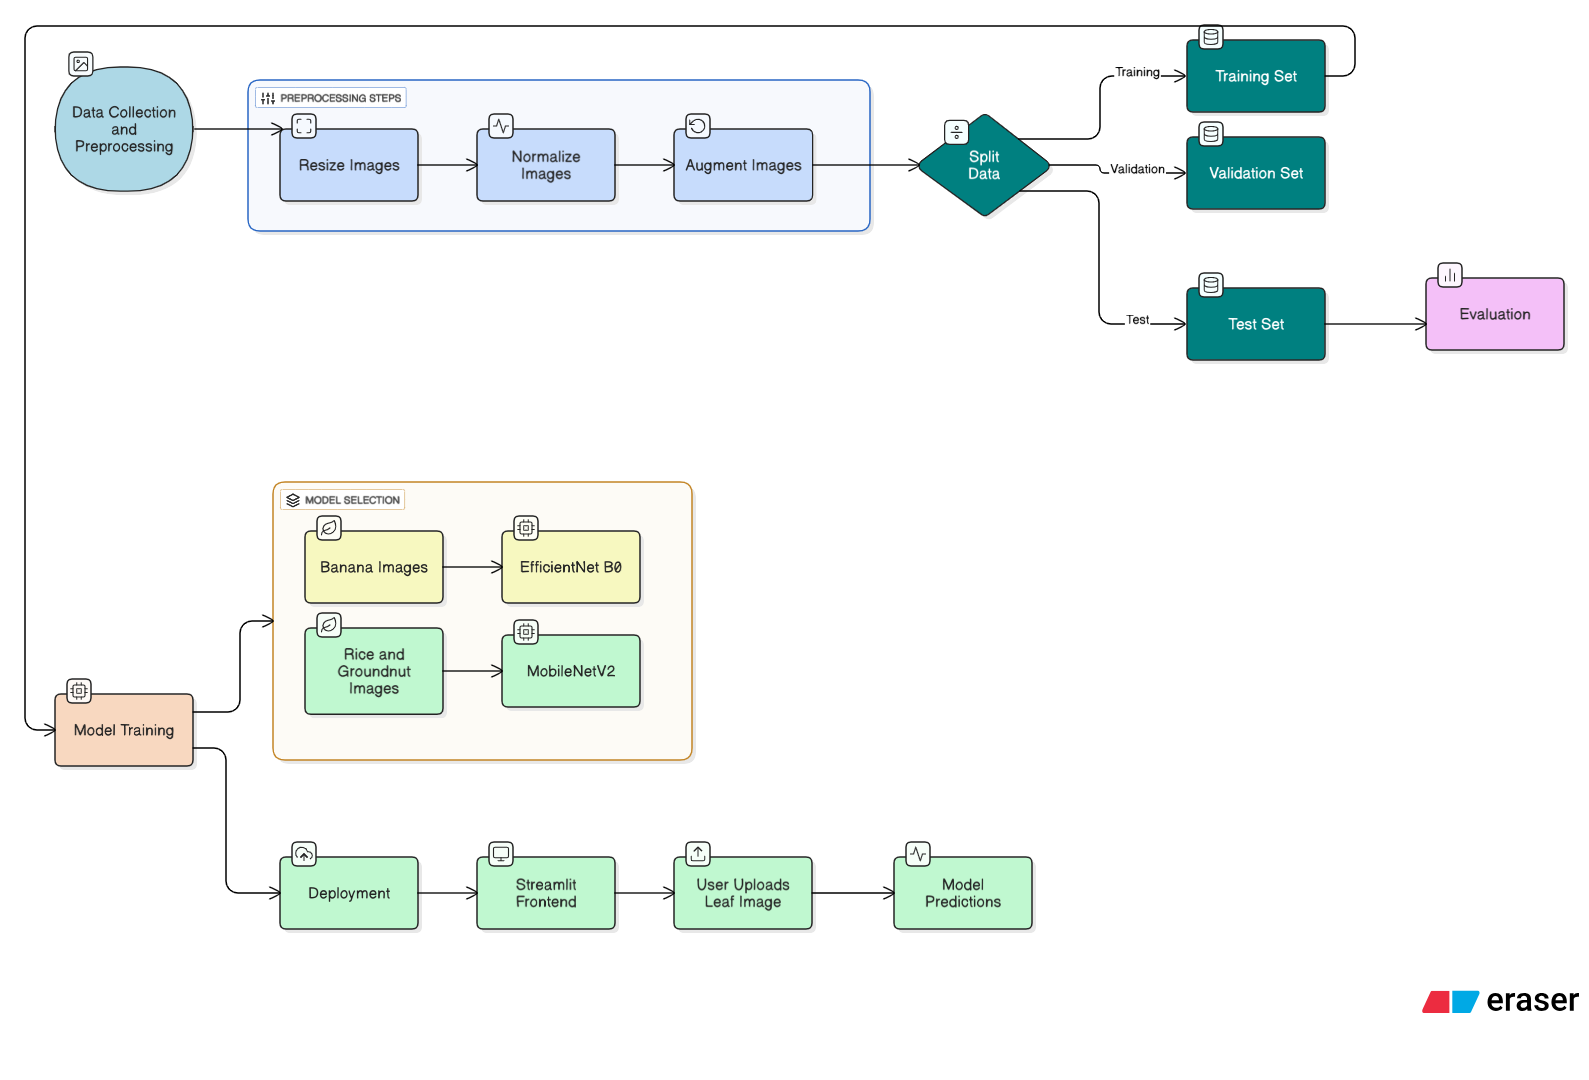 Data Collection
and
Preprocessing
PREPROCESSING STEPS
Resize Images
Normalize
Images
Augment Images
Split
Data
Training
Validation
Test
Training Set
Validation Set
Test Set
Evaluation
MODEL SELECTION
Banana Images
EfficientNet B0
Rice and
Groundnut
Images
MobileNetV2
Model Training
Deployment
Streamlit
Frontend
User Uploads
Leaf Image
Model
Predictions
eraser